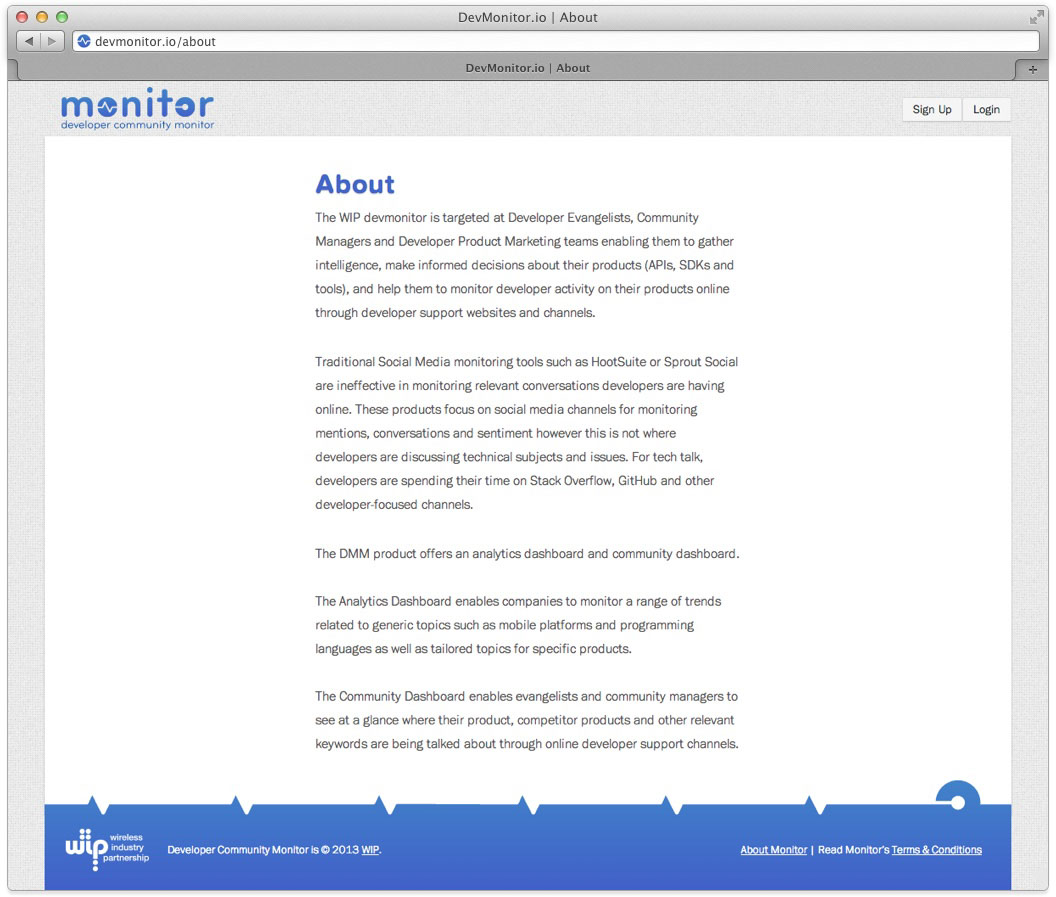 DevMonitor.io | About
devmonitor.io/about
DevMonitor.io | About
monitor
developer community monitor
Sign Up
Login
About
The WIP devmonitor is targeted at Developer Evangelists, Community
Managers and Developer Product Marketing teams enabling them to gather
intelligence, make informed decisions about their products (APIs, SDKs and
tools), and help them to monitor developer activity on their products online
through developer support websites and channels.
Traditional Social Media monitoring tools such as HootSuite or Sprout Social
are ineffective in monitoring relevant conversations developers are having
online. These products focus on social media channels for monitoring
mentions, conversations and sentiment however this is not where
developers are discussing technical subjects and issues. For tech talk,
developers are spending their time on Stack Overflow, GitHub and other
developer-focused channels.
The DMM product offers an analytics dashboard and community dashboard.
The Analytics Dashboard enables companies to monitor a range of trends
related to generic topics such as mobile platforms and programming
languages as well as tailored topics for specific products.
The Community Dashboard enables evangelists and community managers to
see at a glance where their product, competitor products and other relevant
keywords are being talked about through online developer support channels.
wip
wireless
industry
partnership
Developer Community Monitor is © 2013 WIP.
About Monitor | Read Monitor's Terms & Conditions